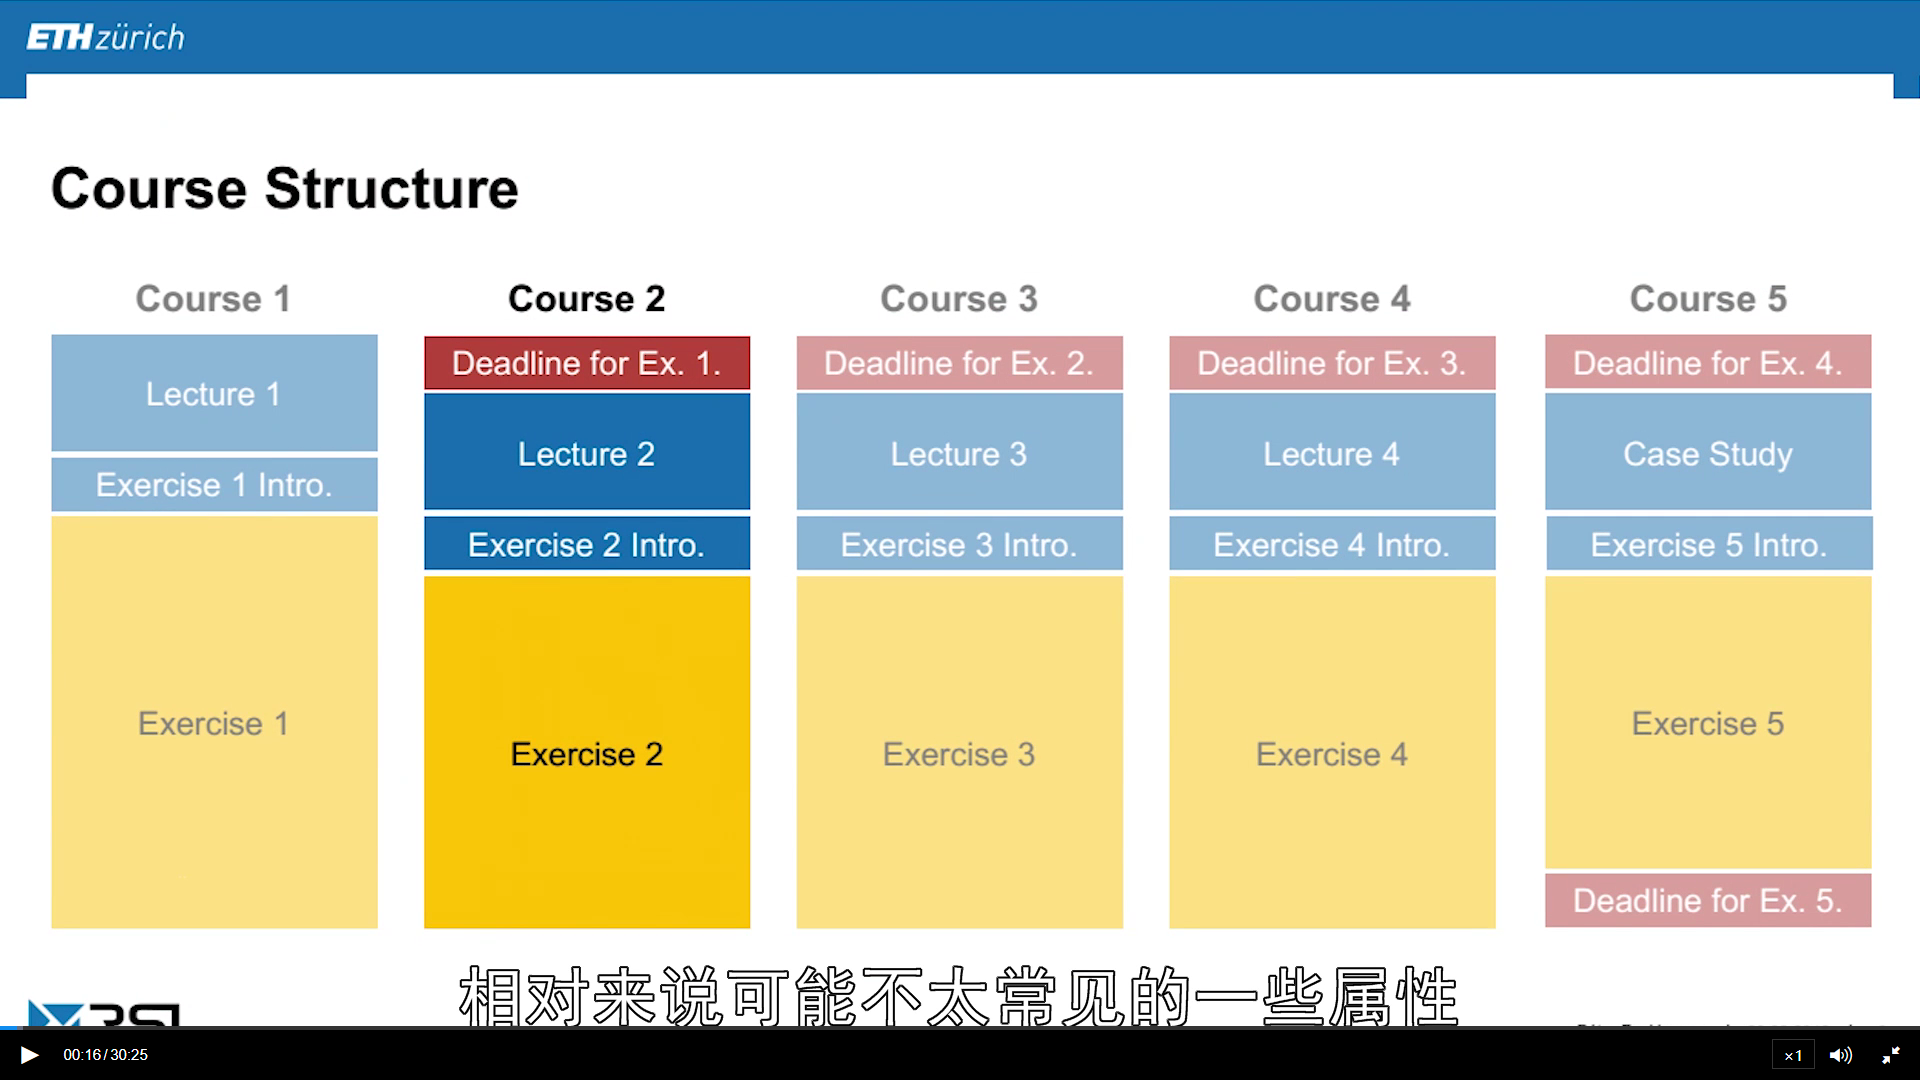 ETH zürich
Course Structure
Course 1
Lecture 1
Exercise 1 Intro.
Exercise 1
Course 2
Deadline for Ex. 1.
Lecture 2
Exercise 2 Intro.
Exercise 2
Course 3
Deadline for Ex. 2.
Lecture 3
Exercise 3 Intro.
Exercise 3
Course 4
Deadline for Ex. 3.
Lecture 4
Exercise 4 Intro.
Exercise 4
Course 5
Deadline for Ex. 4.
Case Study
Exercise 5 Intro.
Exercise 5
Deadline for Ex. 5.
相对来说可能不太常见的一些属性
RSL
00:16/30:25
×1